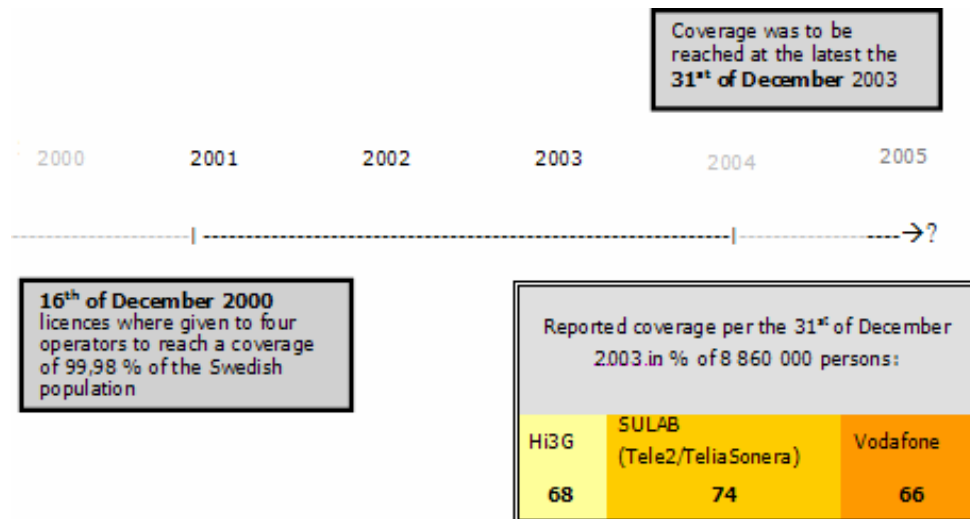 Coverage was to be
reached at the latest the
31st of December 2003
2000 2001 2002 2003 2004 2005
?
16th of December 2000
licences where given to four
operators to reach a coverage
of 99,98 % of the Swedish
population
Reported coverage per the 31st of December
2.003.in % of 8 860 000 persons:
Hi3G
68
SULAB
(Tele2/TeliaSonera)
74
Vodafone
66